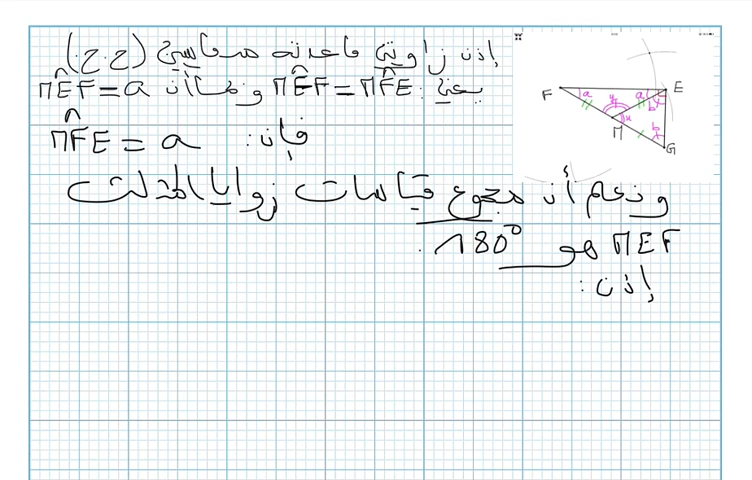 إذن زاويتي قاعدته متقايستين (ح.ح)
يعني: MÊF = MF̂E وبما أن MÊF = a
فإن: MF̂E = a
ونعلم أن مجموع قياسات زوايا المثلث
MEF هو 180°.
إذن:
F a a E
y b
x
M b
G